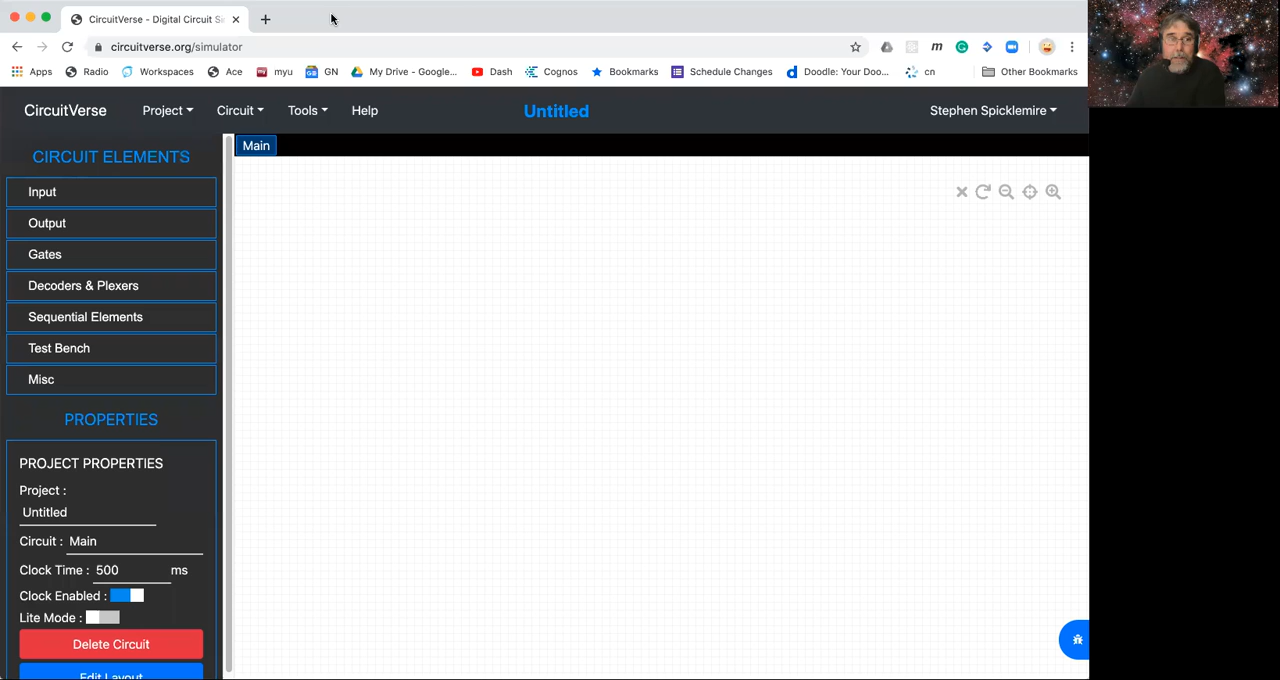 CircuitVerse - Digital Circuit S
circuitverse.org/simulator
Apps Radio Workspaces Ace myu GN My Drive - Google... Dash Cognos Bookmarks Schedule Changes Doodle: Your Doo... cn Other Bookmarks
CircuitVerse Project Circuit Tools Help Untitled Stephen Spicklemire
Main
CIRCUIT ELEMENTS
Input
Output
Gates
Decoders & Plexers
Sequential Elements
Test Bench
Misc
PROPERTIES
PROJECT PROPERTIES
Project :
Untitled
Circuit : Main
Clock Time : 500 ms
Clock Enabled :
Lite Mode :
Delete Circuit
Edit Layout